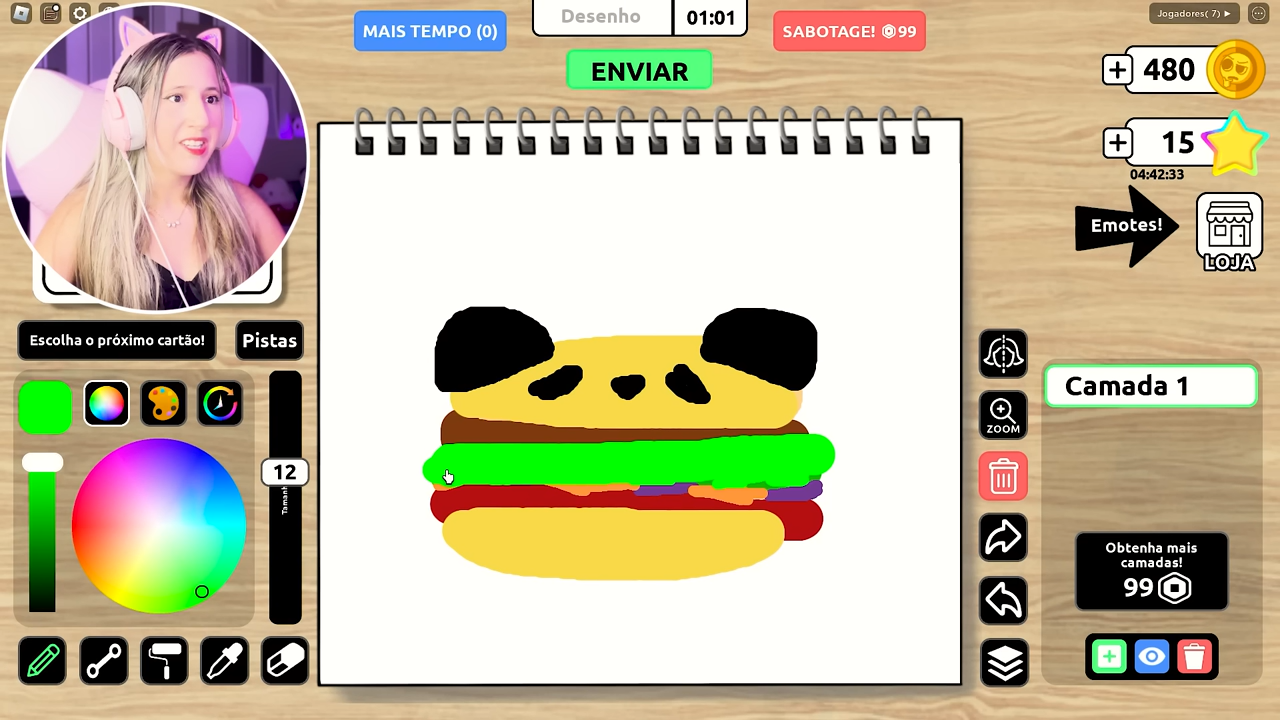 MAIS TEMPO (0)
Desenho
01:01
SABOTAGE! 99
Jogadores( 7) ▶
ENVIAR
+ 480
+ 15
04:42:33
Emotes!
LOJA
Escolha o próximo cartão!
Pistas
12
Tamanh
ZOOM
Camada 1
Obtenha mais
camadas!
99